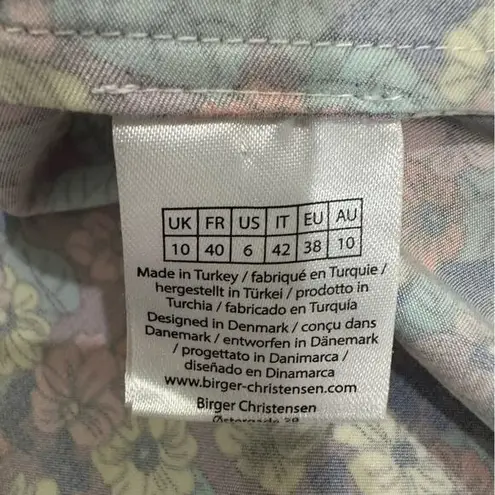 UK FR US IT EU AU
10 40 6 42 38 10
Made in Turkey / fabriqué en Turquie /
hergestellt in Türkei / prodotto in
Turchia / fabricado en Turquía
Designed in Denmark / conçu dans
Danemark / entworfen in Dänemark
/ progettato in Danimarca /
diseñado en Dinamarca
www.birger-christensen.com
Birger Christensen